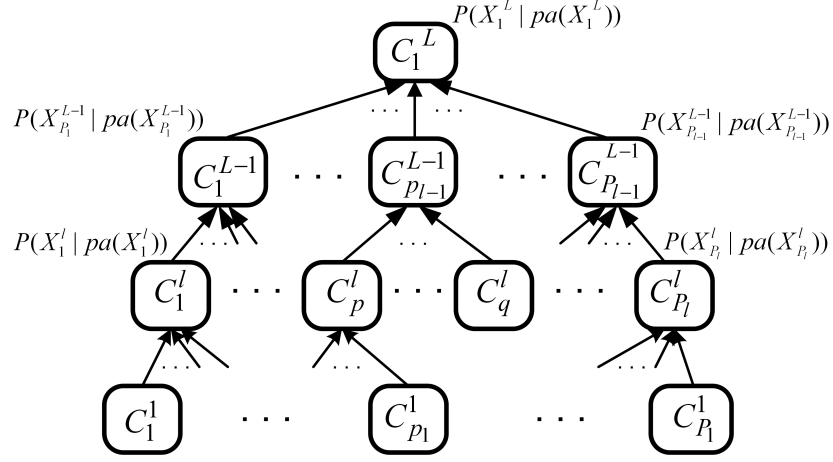 P(X_1^L | pa(X_1^L))
C_1^L
· · · · · ·
P(X_{P_1}^{L-1} | pa(X_{P_1}^{L-1})) P(X_{P_{l-1}}^{L-1} | pa(X_{P_{l-1}}^{L-1}))
C_1^{L-1} · · · C_{p_{l-1}}^{L-1} · · · C_{P_{l-1}}^{L-1}
P(X_1^l | pa(X_1^l)) · · · · · · · · · P(X_{P_l}^l | pa(X_{P_l}^l))
C_1^l · · · C_p^l · · · C_q^l · · · C_{P_l}^l
· · · · · · · · ·
C_1^1 · · · C_{p_1}^1 · · · C_{P_1}^1